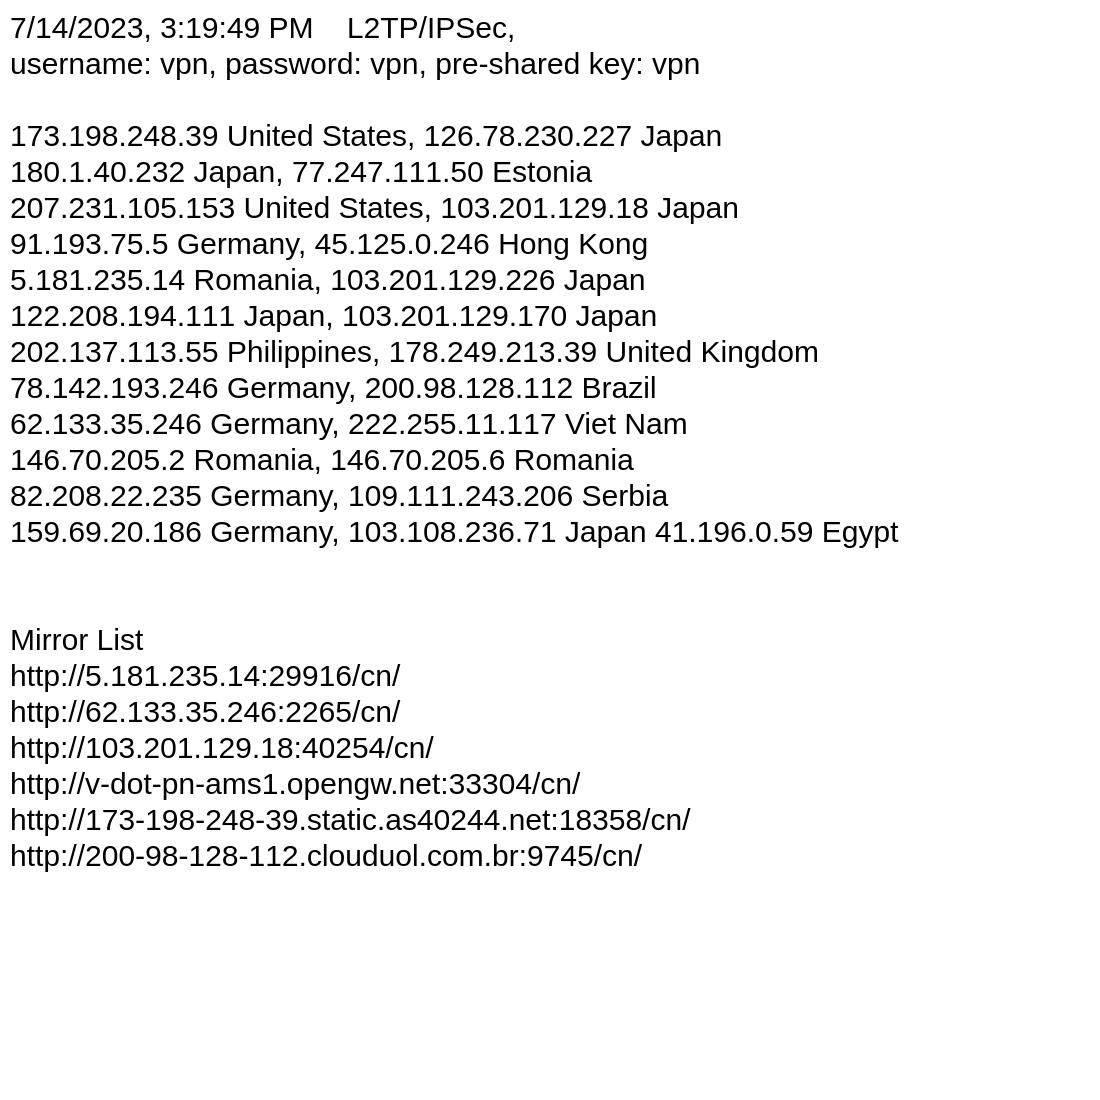 7/14/2023, 3:19:49 PM    L2TP/IPSec,
username: vpn, password: vpn, pre-shared key: vpn
173.198.248.39 United States, 126.78.230.227 Japan
180.1.40.232 Japan, 77.247.111.50 Estonia
207.231.105.153 United States, 103.201.129.18 Japan
91.193.75.5 Germany, 45.125.0.246 Hong Kong
5.181.235.14 Romania, 103.201.129.226 Japan
122.208.194.111 Japan, 103.201.129.170 Japan
202.137.113.55 Philippines, 178.249.213.39 United Kingdom
78.142.193.246 Germany, 200.98.128.112 Brazil
62.133.35.246 Germany, 222.255.11.117 Viet Nam
146.70.205.2 Romania, 146.70.205.6 Romania
82.208.22.235 Germany, 109.111.243.206 Serbia
159.69.20.186 Germany, 103.108.236.71 Japan 41.196.0.59 Egypt
Mirror List
http://5.181.235.14:29916/cn/
http://62.133.35.246:2265/cn/
http://103.201.129.18:40254/cn/
http://v-dot-pn-ams1.opengw.net:33304/cn/
http://173-198-248-39.static.as40244.net:18358/cn/
http://200-98-128-112.clouduol.com.br:9745/cn/